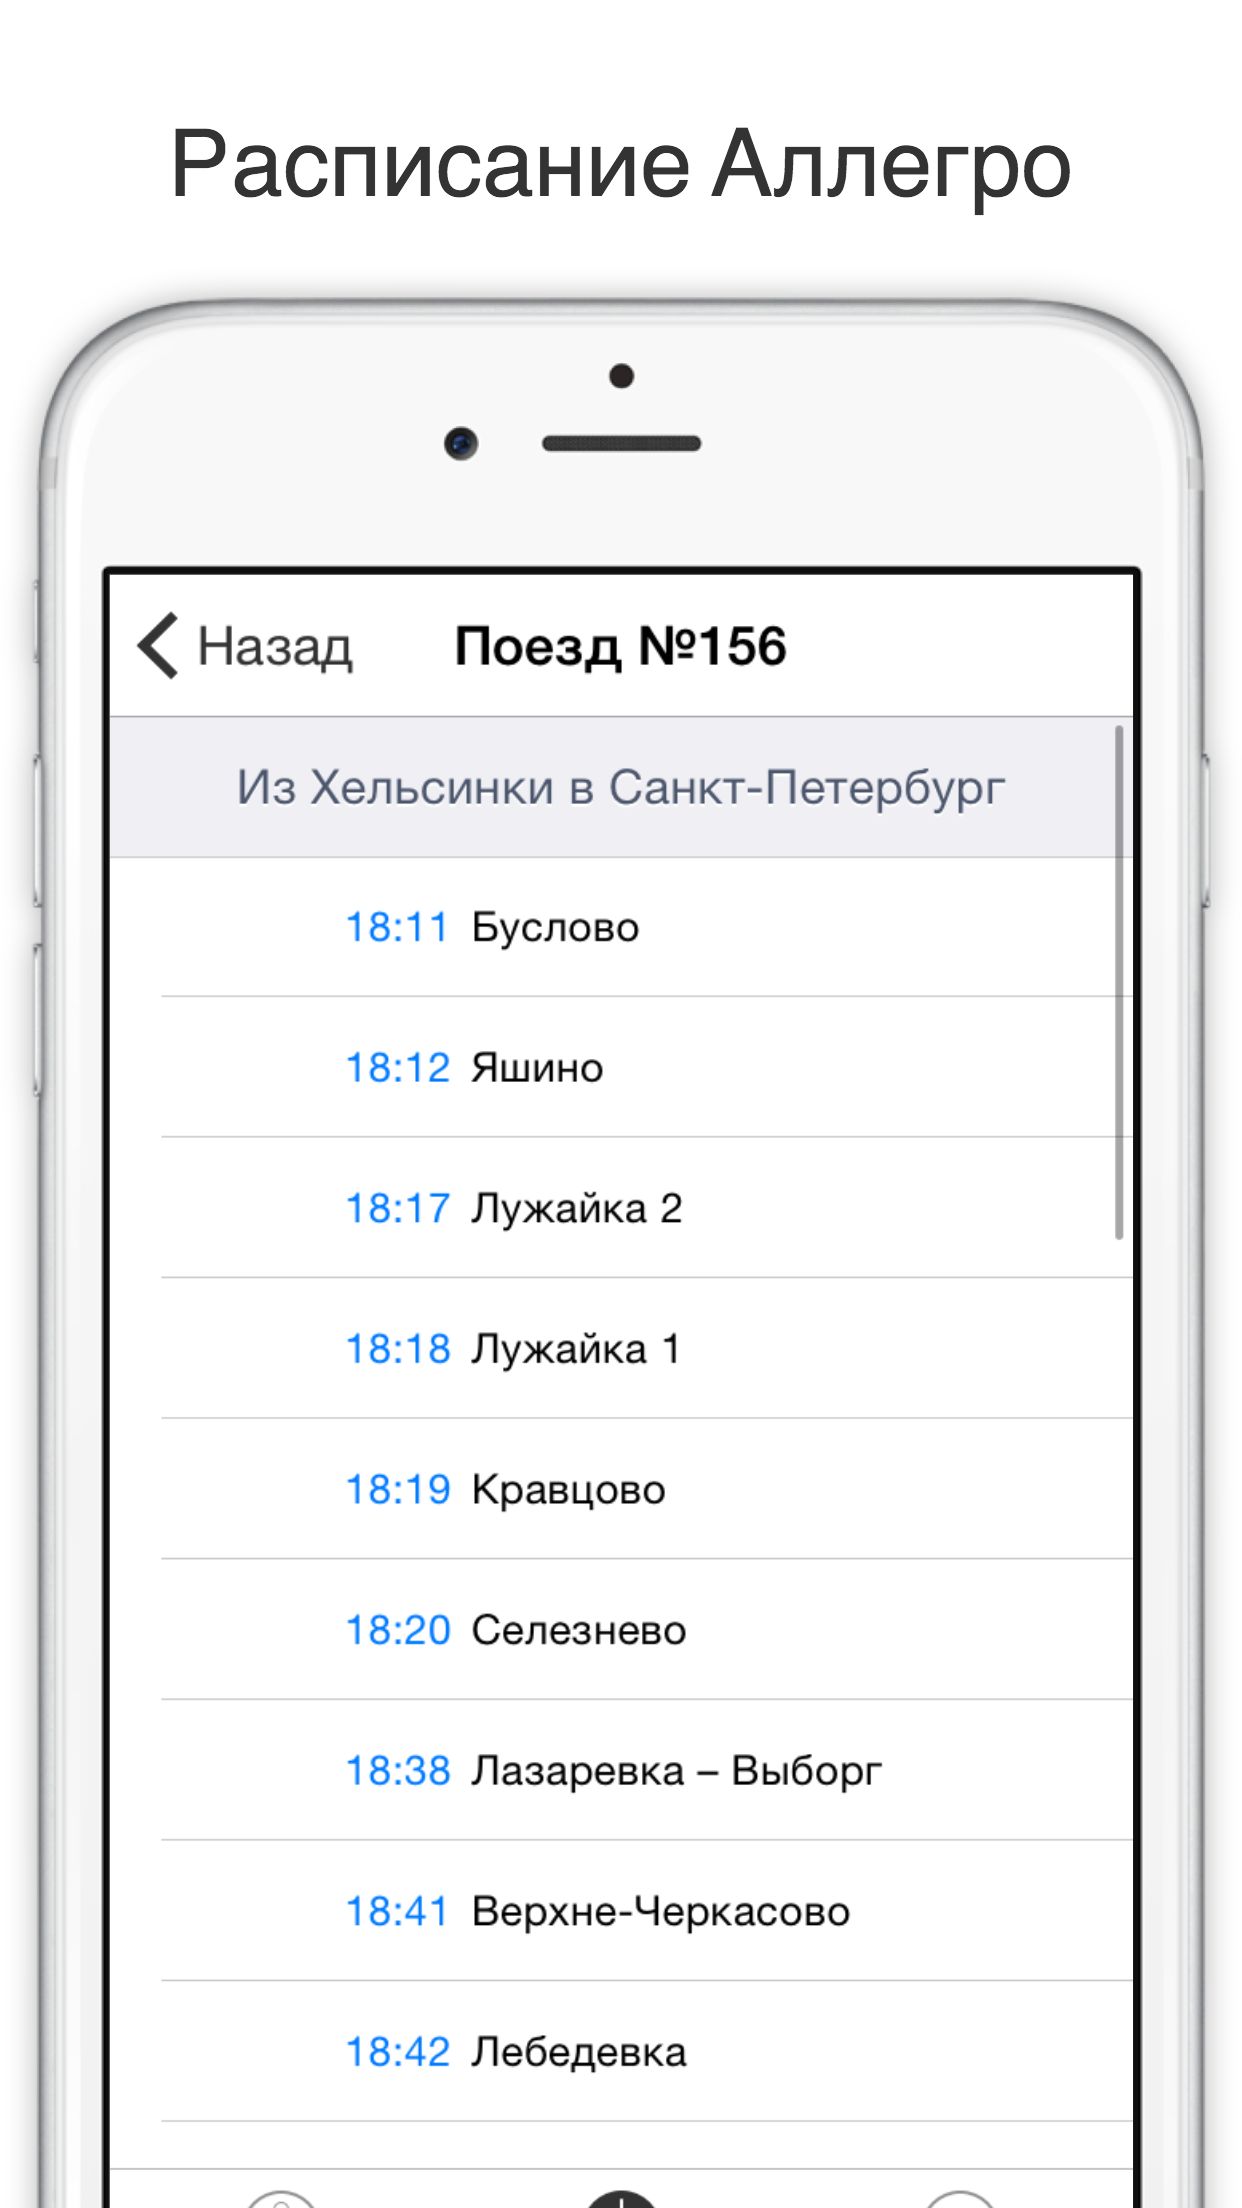 Расписание Аллегро
Назад Поезд №156
Из Хельсинки в Санкт-Петербург
18:11 Буслово
18:12 Яшино
18:17 Лужайка 2
18:18 Лужайка 1
18:19 Кравцово
18:20 Селезнево
18:38 Лазаревка – Выборг
18:41 Верхне-Черкасово
18:42 Лебедевка